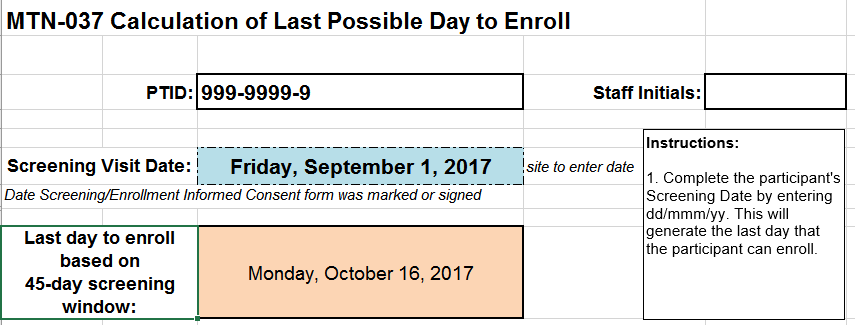 MTN-037 Calculation of Last Possible Day to Enroll
PTID: 999-9999-9 Staff Initials:
Screening Visit Date: Friday, September 1, 2017 site to enter date
Date Screening/Enrollment Informed Consent form was marked or signed
Last day to enroll
based on
45-day screening
window:
Monday, October 16, 2017
Instructions:
1. Complete the participant's
Screening Date by entering
dd/mmm/yy. This will
generate the last day that
the participant can enroll.